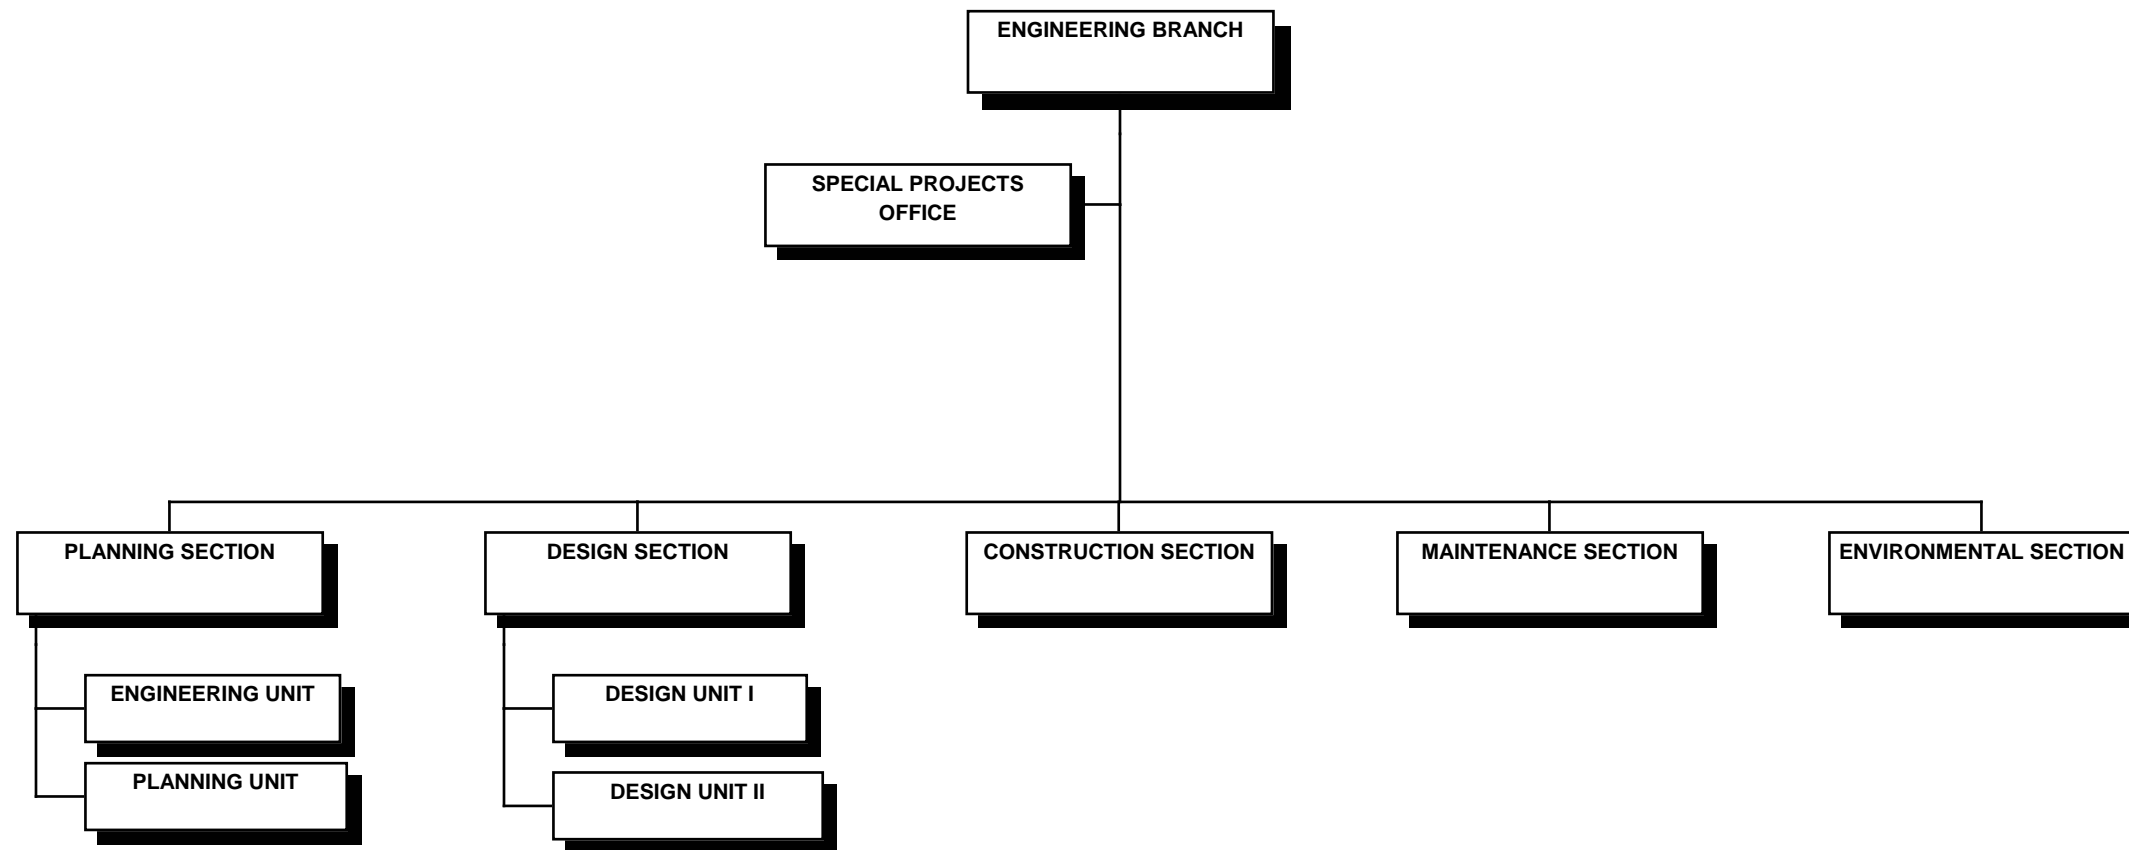 ENGINEERING BRANCH
SPECIAL PROJECTS
OFFICE
PLANNING SECTION
DESIGN SECTION
CONSTRUCTION SECTION
MAINTENANCE SECTION
ENVIRONMENTAL SECTION
ENGINEERING UNIT
DESIGN UNIT I
PLANNING UNIT
DESIGN UNIT II